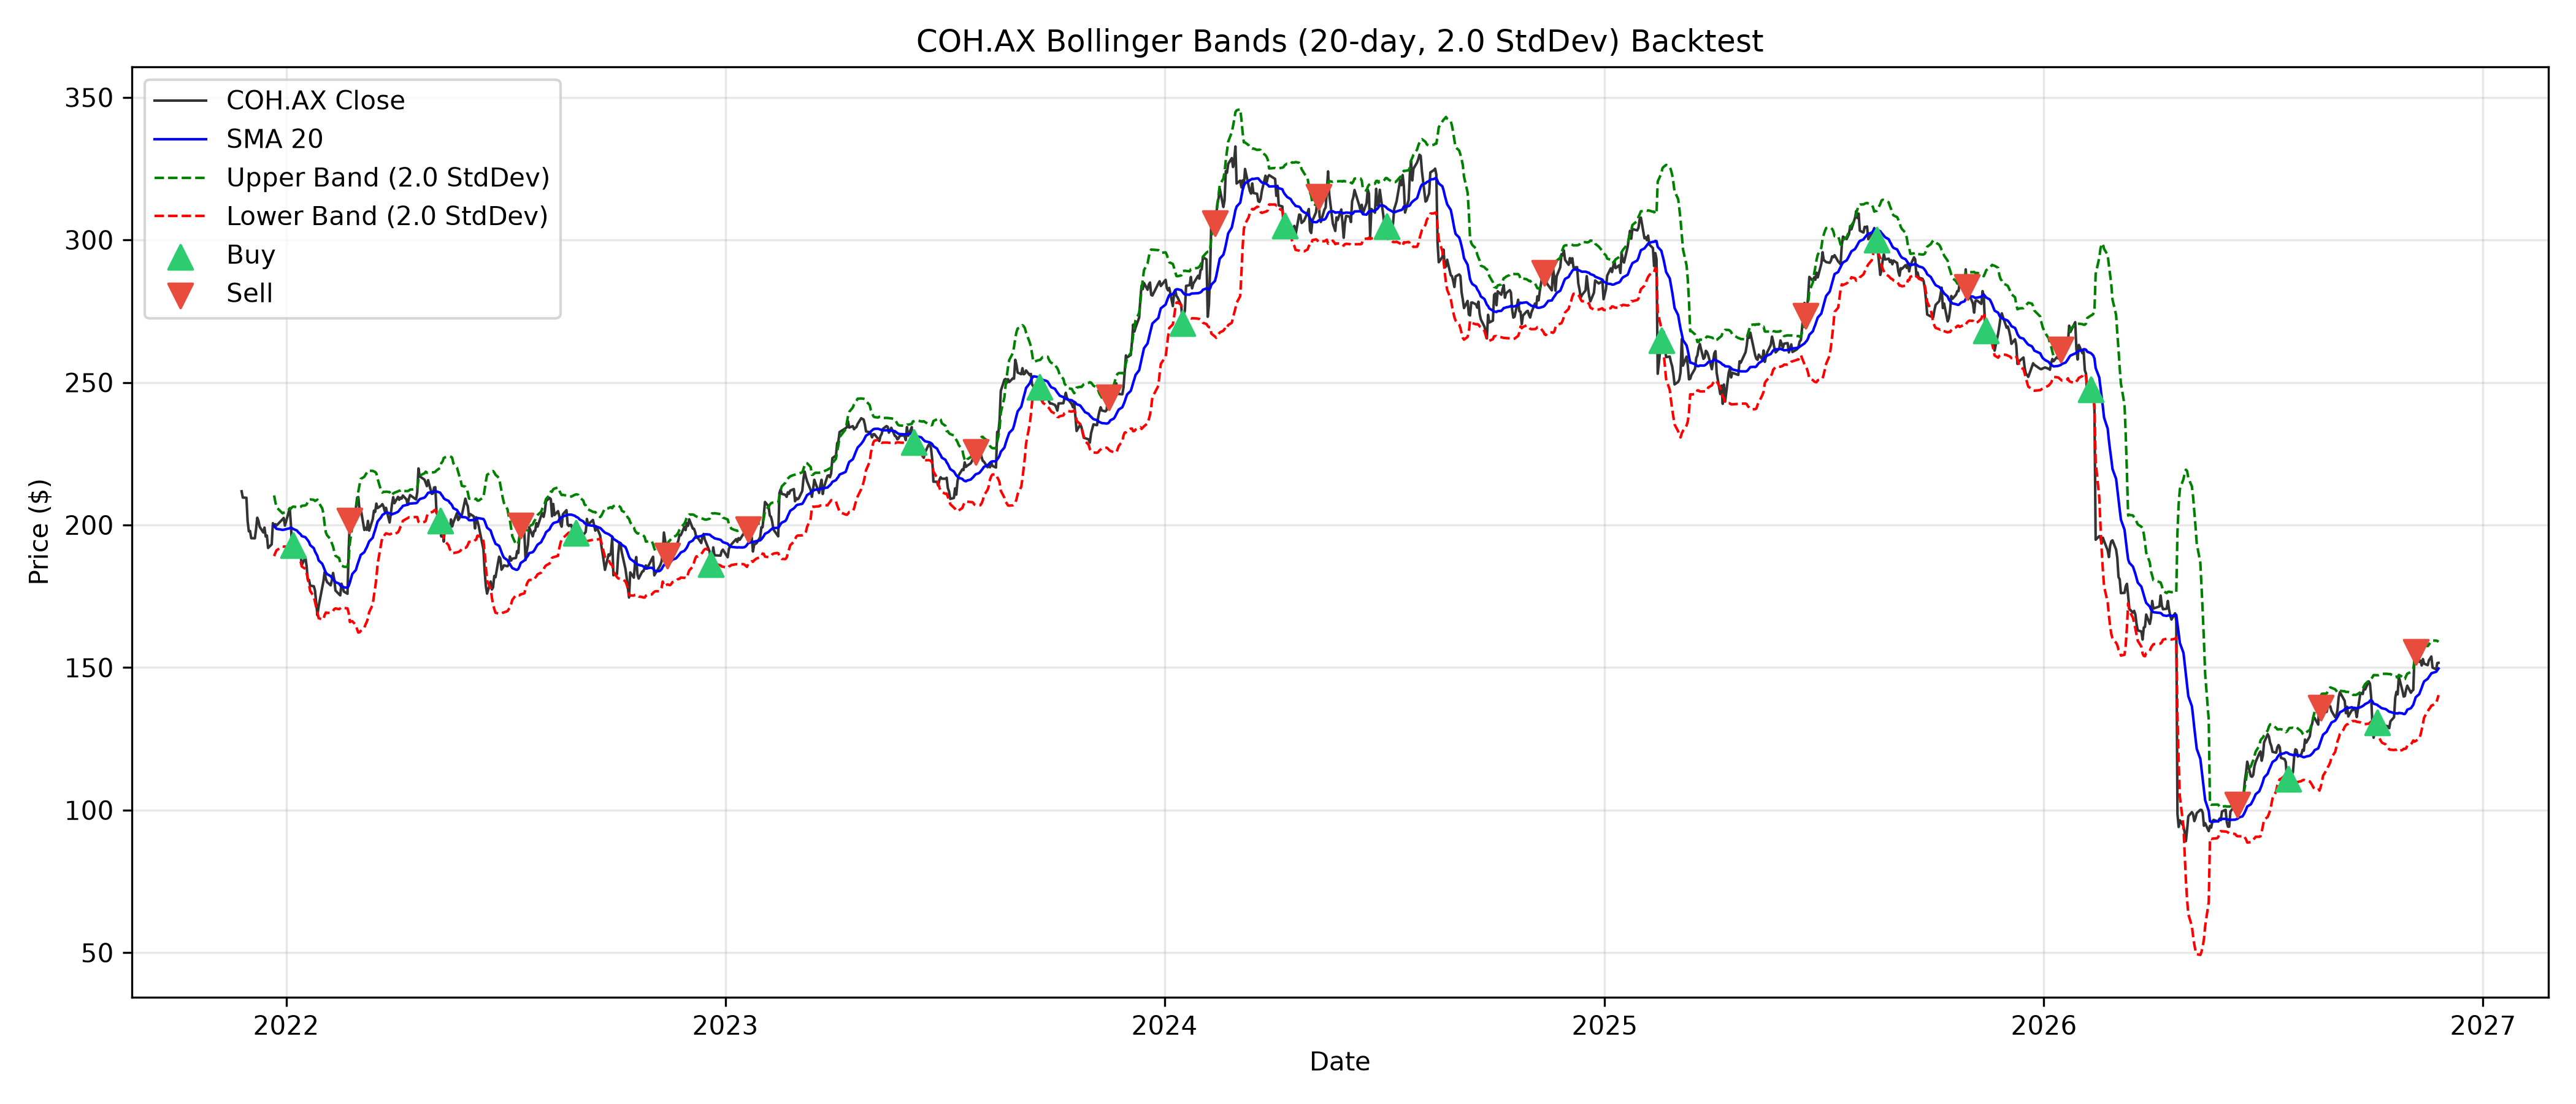 COH.AX Bollinger Bands (20-day, 2.0 StdDev) Backtest
COH.AX Close
SMA 20
Upper Band (2.0 StdDev)
Lower Band (2.0 StdDev)
Buy
Sell
Price ($)
350
300
250
200
150
100
50
2022
2023
2024
2025
2026
2027
Date